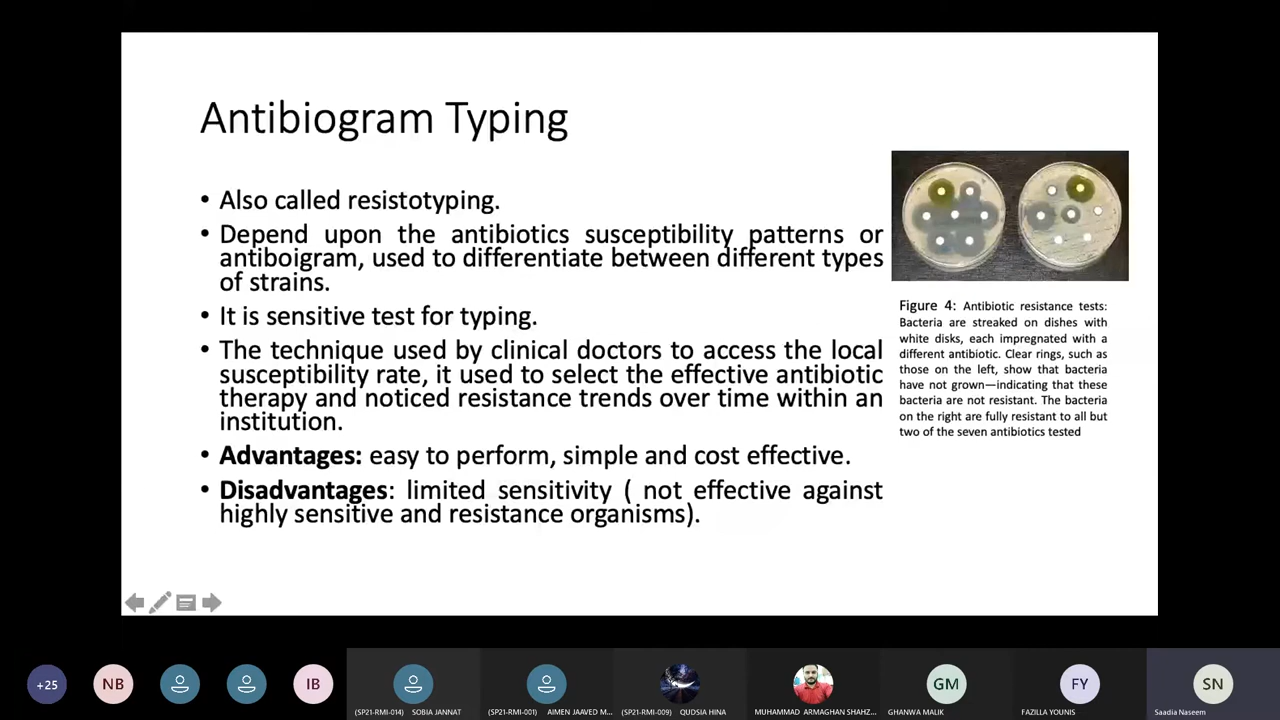 Antibiogram Typing
• Also called resistotyping.
• Depend upon the antibiotics susceptibility patterns or
antiboigram, used to differentiate between different types
of strains.
• It is sensitive test for typing.
• The technique used by clinical doctors to access the local
susceptibility rate, it used to select the effective antibiotic
therapy and noticed resistance trends over time within an
institution.
• Advantages: easy to perform, simple and cost effective.
• Disadvantages: limited sensitivity ( not effective against
highly sensitive and resistance organisms).
Figure 4: Antibiotic resistance tests:
Bacteria are streaked on dishes with
white disks, each impregnated with a
different antibiotic. Clear rings, such as
those on the left, show that bacteria
have not grown—indicating that these
bacteria are not resistant. The bacteria
on the right are fully resistant to all but
two of the seven antibiotics tested
+25
NB
IB
(SP21-RMI-014) SOBIA JANNAT
(SP21-RMI-001) AIMEN JAAVED M...
(SP21-RMI-009) QUDSIA HINA
MUHAMMAD ARMAGHAN SHAHZ...
GM
GHANWA MALIK
FY
FAZILLA YOUNIS
SN
Saadia Naseem